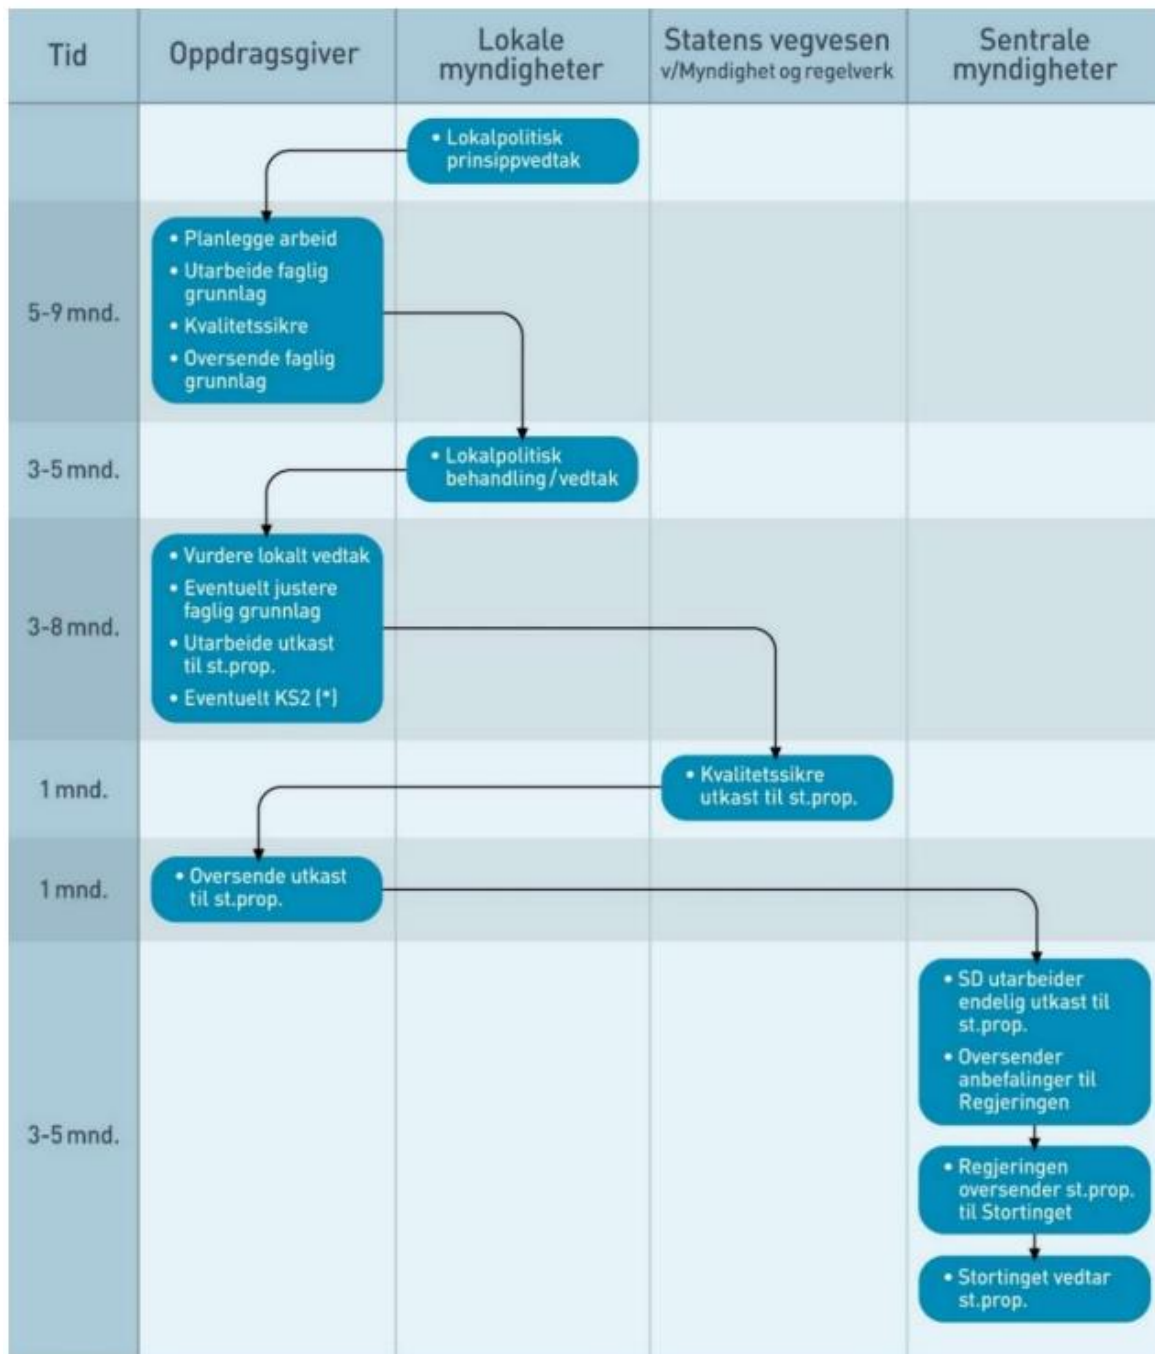 Tid
Oppdragsgiver
Lokale
myndigheter
Statens vegvesen
v/Myndighet og regelverk
Sentrale
myndigheter
• Lokalpolitisk
prinsippvedtak
5-9 mnd.
• Planlegge arbeid
• Utarbeide faglig
grunnlag
• Kvalitetssikre
• Oversende faglig
grunnlag
3-5 mnd.
• Lokalpolitisk
behandling/vedtak
3-8 mnd.
• Vurdere lokalt vedtak
• Eventuelt justere
faglig grunnlag
• Utarbeide utkast
til st.prop.
• Eventuelt KS2 (*)
1 mnd.
• Kvalitetssikre
utkast til st.prop.
1 mnd.
• Oversende utkast
til st.prop.
3-5 mnd.
• SD utarbeider
endelig utkast til
st.prop.
• Oversender
anbefalinger til
Regjeringen
• Regjeringen
oversender st.prop.
til Stortinget
• Stortinget vedtar
st.prop.